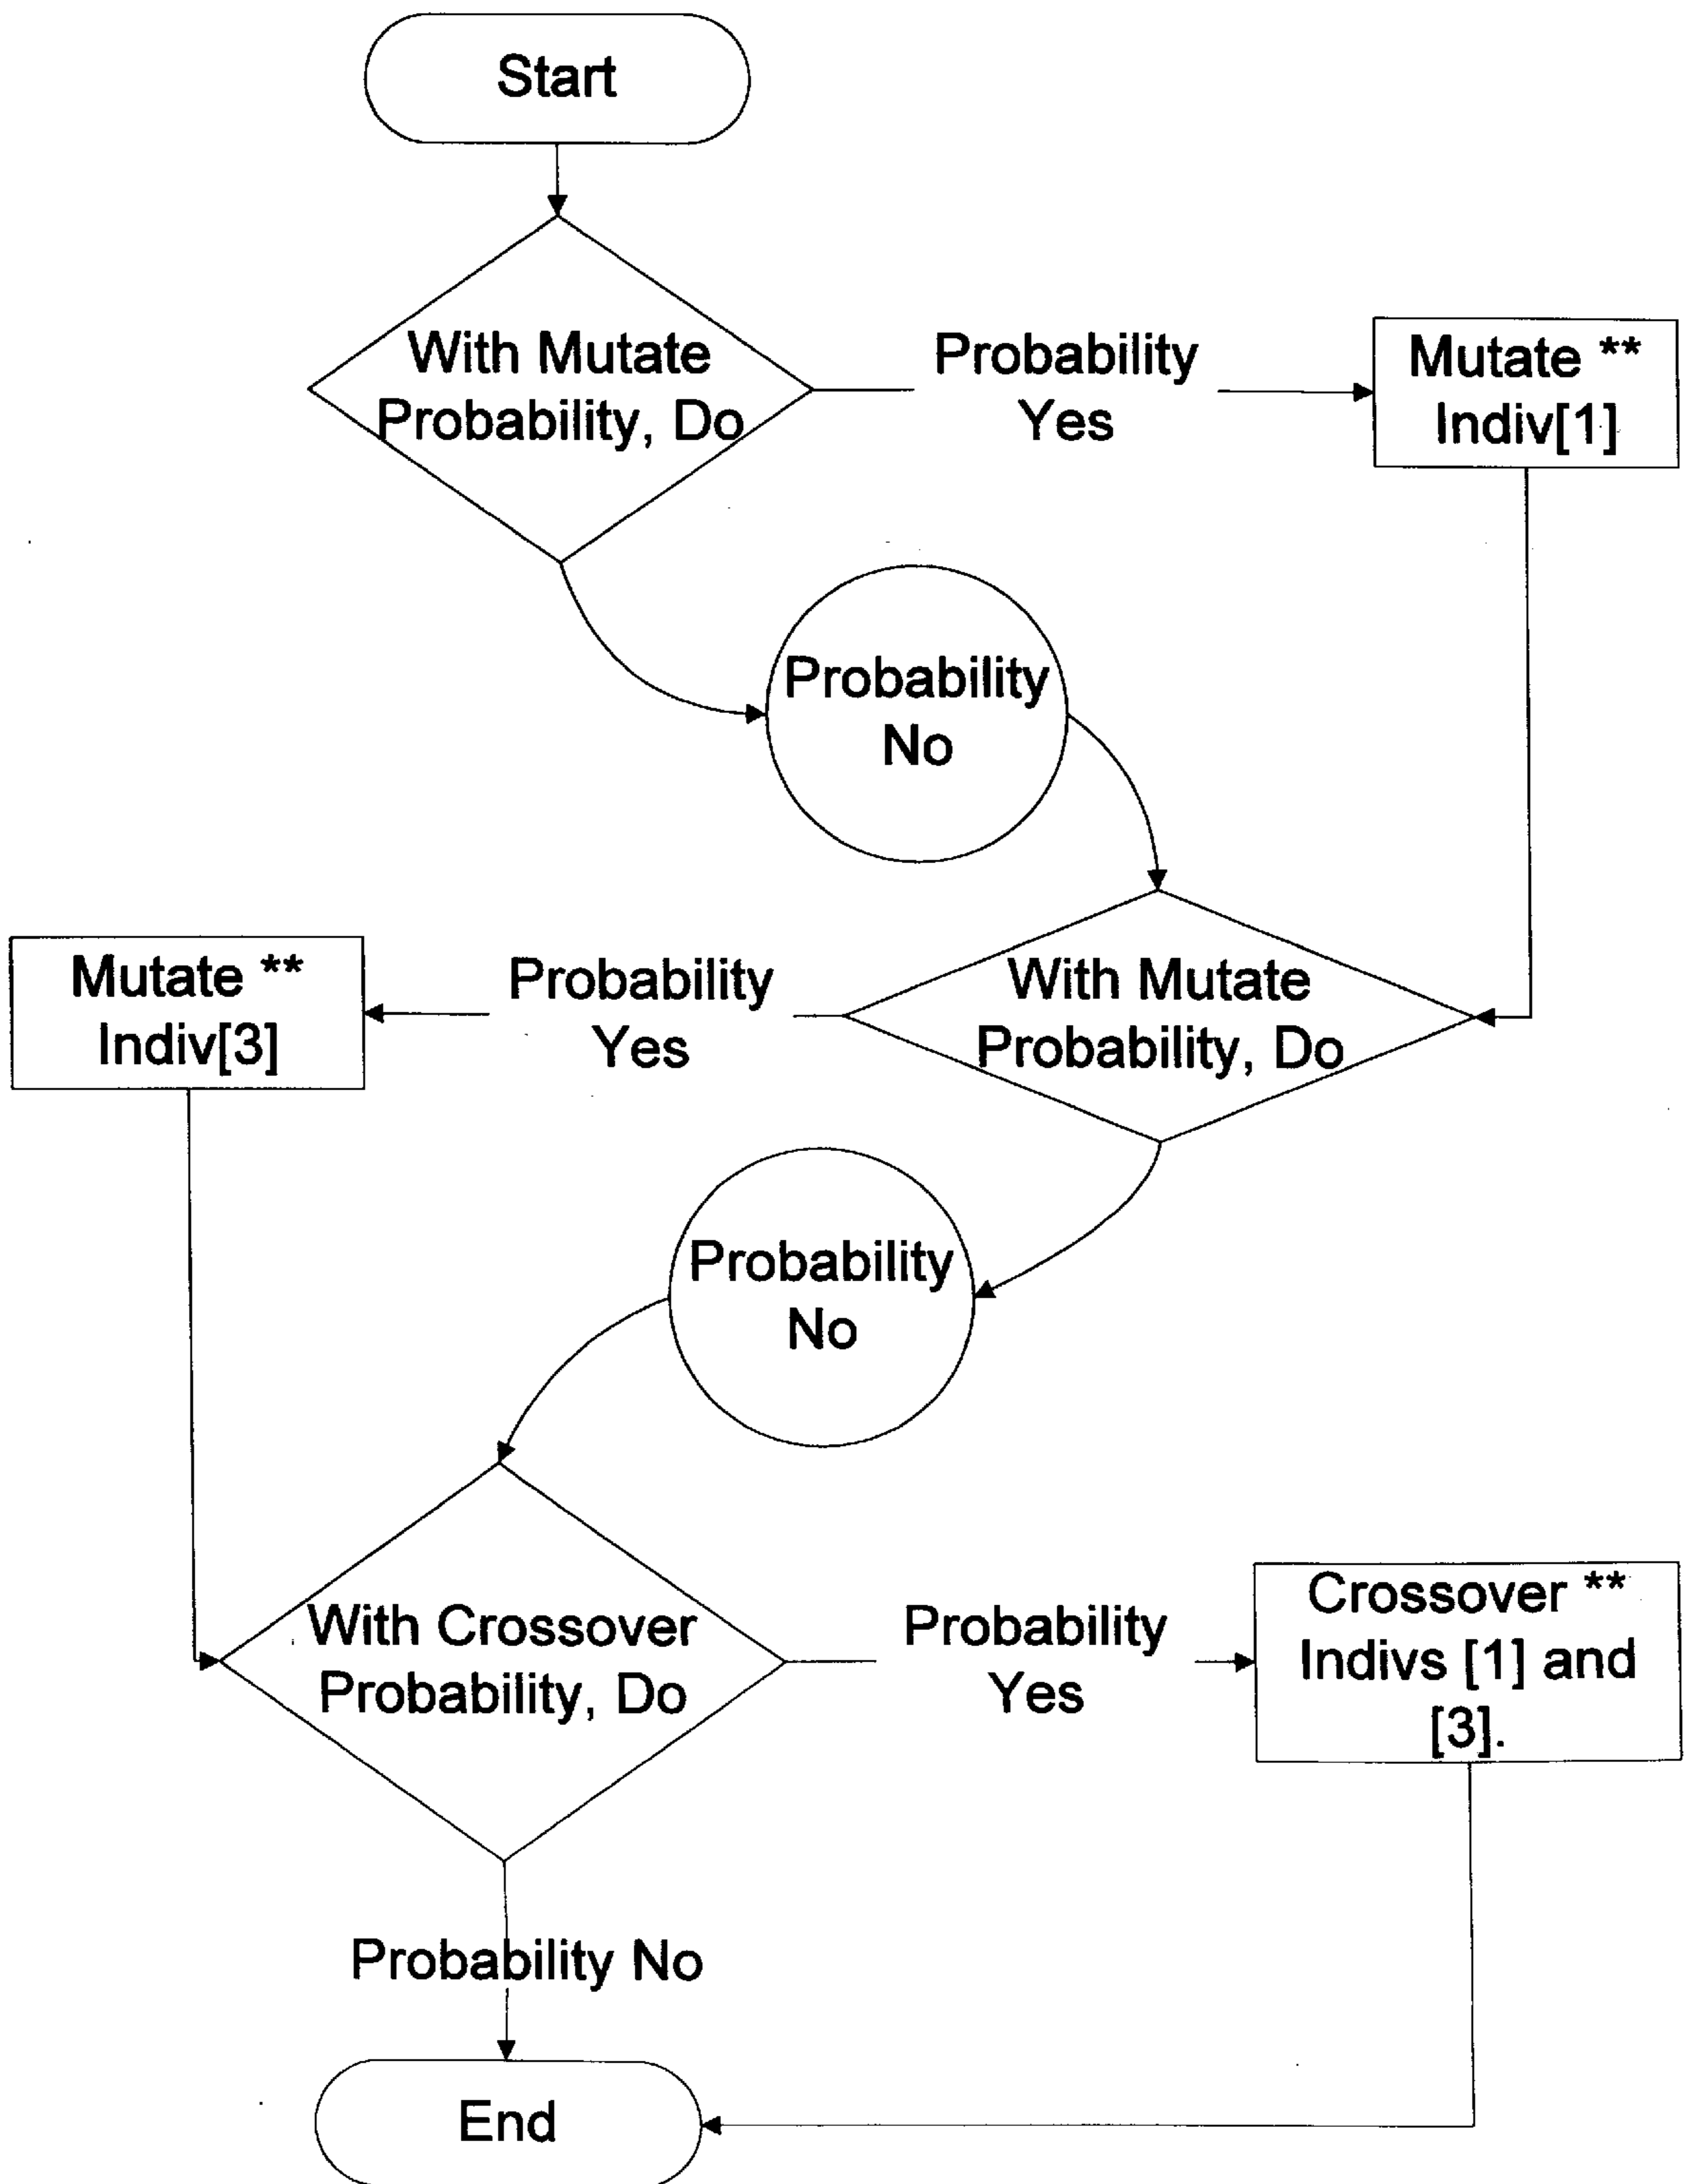 Start
With Mutate
Probability, Do
Probability
Yes
Mutate **
Indiv[1]
Probability
No
With Mutate
Probability, Do
Probability
Yes
Mutate **
Indiv[3]
Probability
No
With Crossover
Probability, Do
Probability
Yes
Crossover **
Indivs [1] and
[3].
Probability No
End